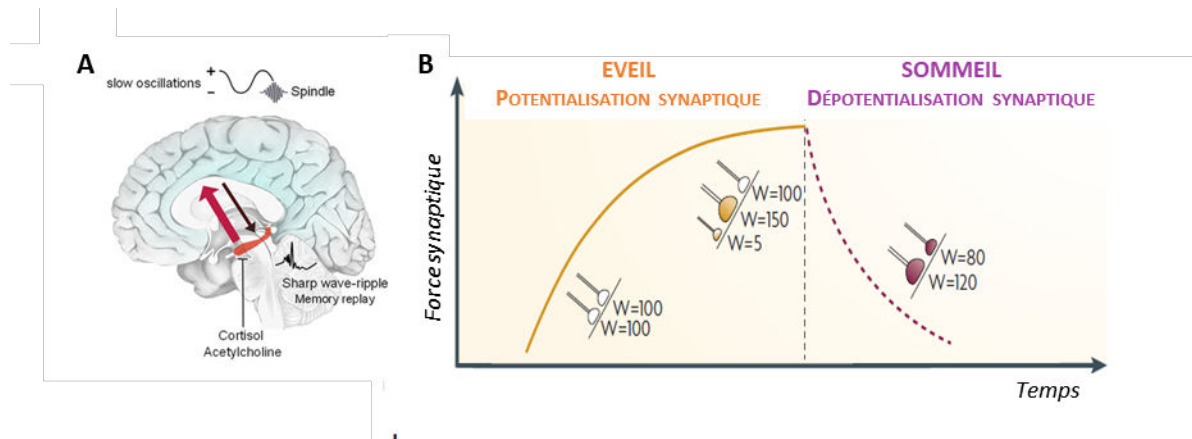 A
slow oscillations
+
−
Spindle
Sharp wave-ripple
Memory replay
Cortisol
Acetylcholine
B
EVEIL
POTENTIALISATION SYNAPTIQUE
SOMMEIL
DÉPOTENTIALISATION SYNAPTIQUE
Force synaptique
W=100
W=150
W=5
W=100
W=100
W=80
W=120
Temps